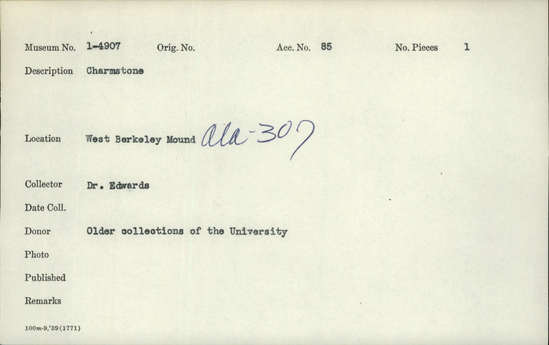 Museum No. 1-4907 Orig. No. Acc. No. 85 No. Pieces 1
Description Charmstone
Location West Berkeley Mound Ala-307
Collector Dr. Edwards
Date Coll.
Donor Older collections of the University
Photo
Published
Remarks
100m-9,'39(1771)